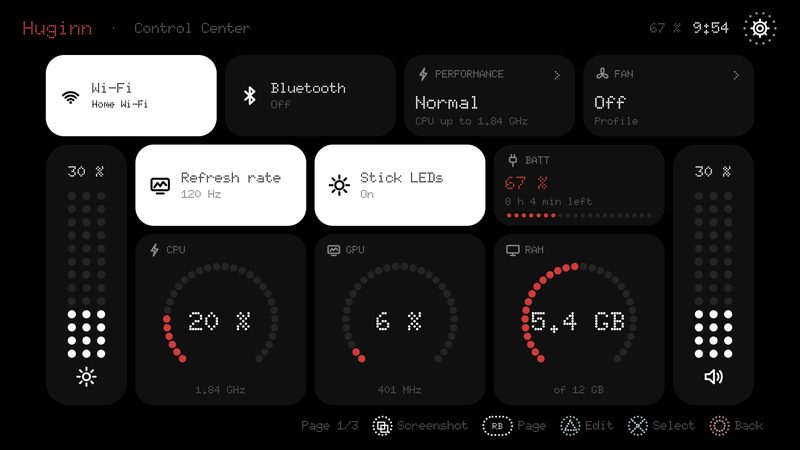 Huginn · Control Center
67 % 9:54
Wi-Fi
Home Wi-Fi
Bluetooth
Off
PERFORMANCE
Normal
CPU up to 1.84 GHz
FAN
Off
Profile
30 %
Refresh rate
120 Hz
Stick LEDs
On
BATT
67 %
8 h 4 min left
30 %
CPU
20 %
1.84 GHz
GPU
6 %
401 MHz
RAM
5.4 GB
of 12 GB
Page 1/3 Screenshot RB Page Edit Select Back